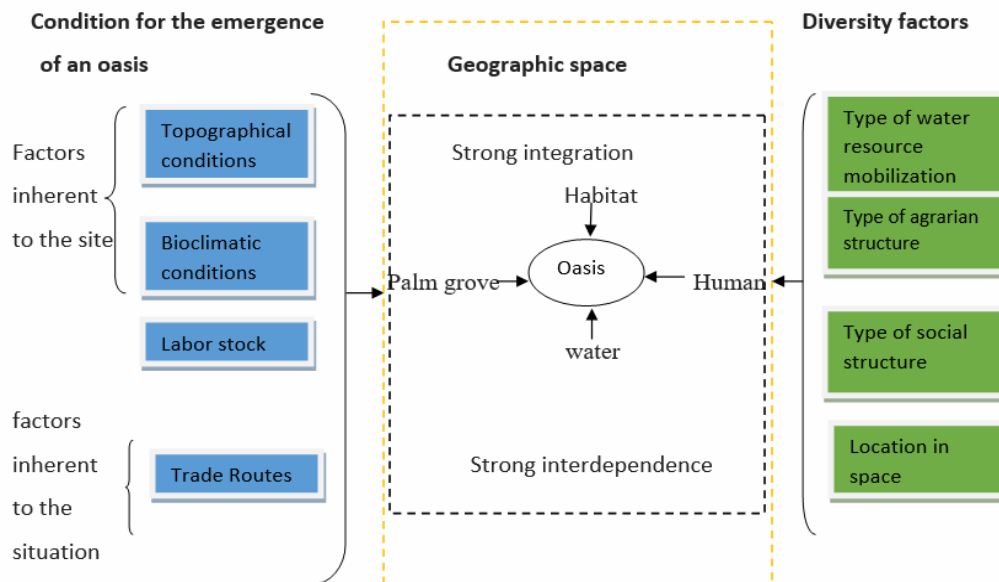 Condition for the emergence
of an oasis
Factors
inherent
to the site
Topographical
conditions
Bioclimatic
conditions
Labor stock
factors
inherent
to the
situation
Trade Routes
Geographic space
Strong integration
Habitat
Palm grove
Oasis
Human
water
Strong interdependence
Diversity factors
Type of water
resource
mobilization
Type of agrarian
structure
Type of social
structure
Location in
space